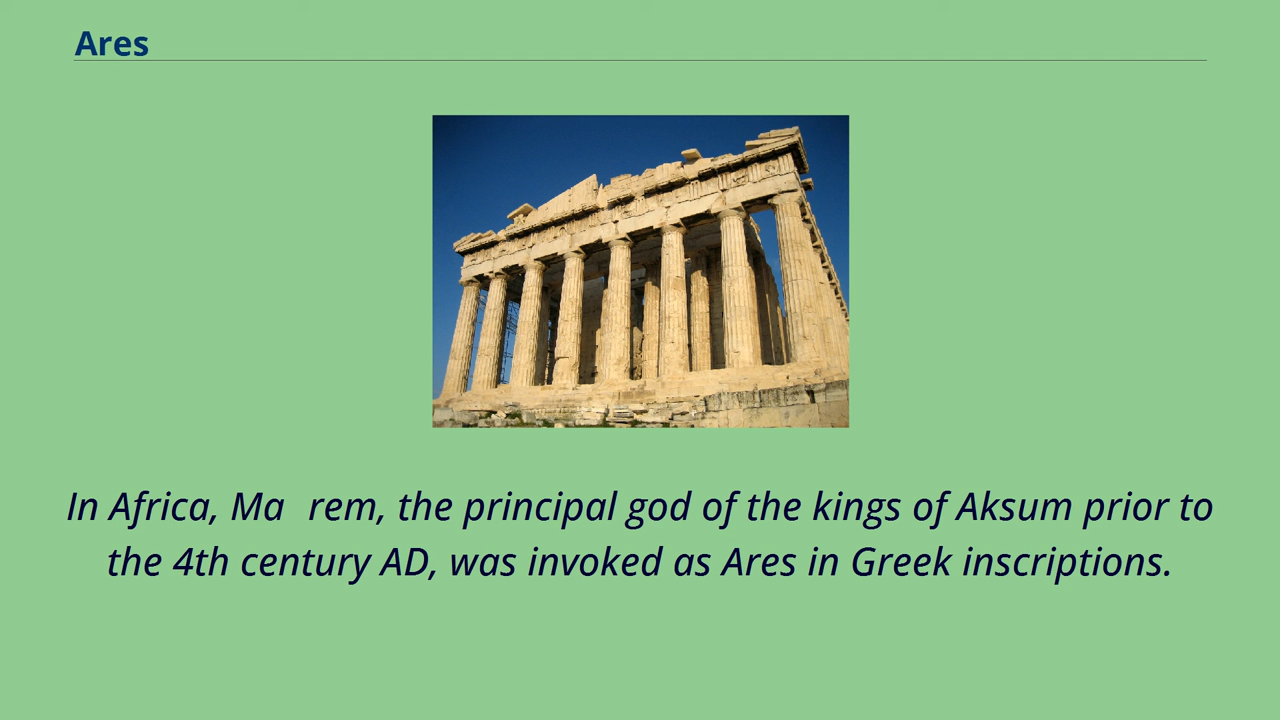 Ares
In Africa, Ma  rem, the principal god of the kings of Aksum prior to
the 4th century AD, was invoked as Ares in Greek inscriptions.